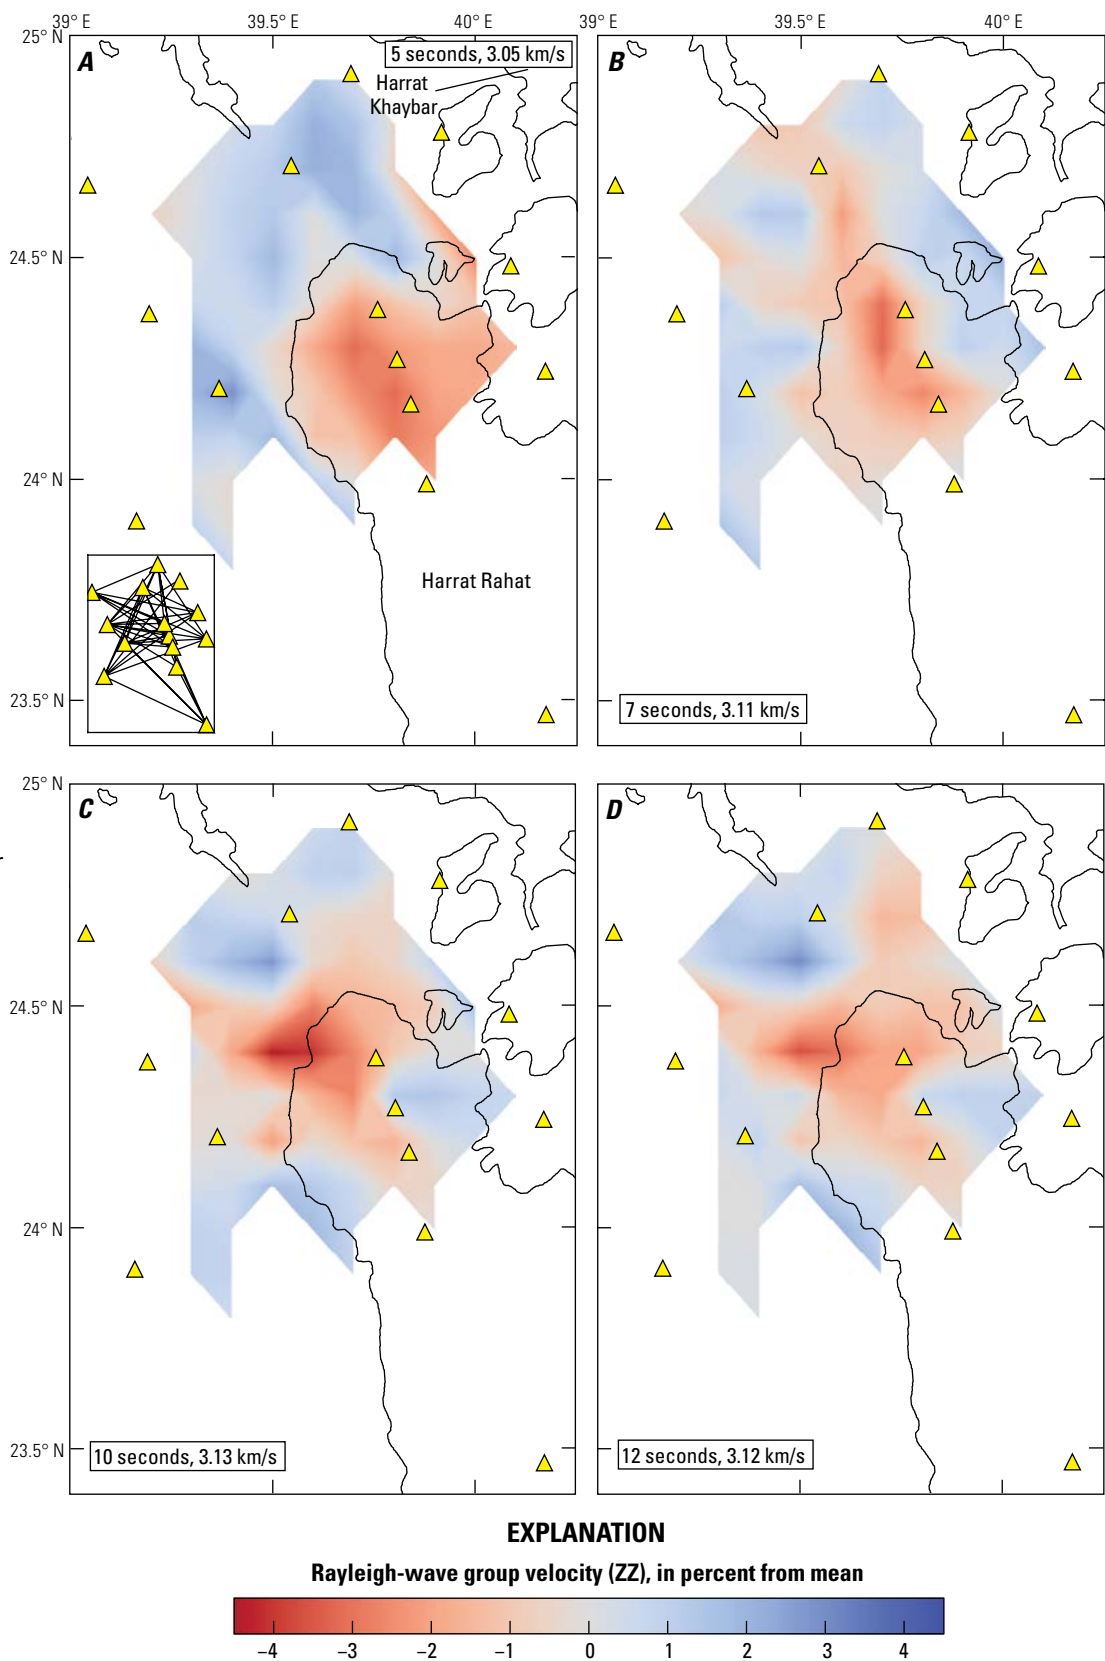 39° E 39.5° E 40° E 39° E 39.5° E 40° E
25° N
A
5 seconds, 3.05 km/s
B
Harrat
Khaybar
24.5° N
24° N
Harrat Rahat
23.5° N
7 seconds, 3.11 km/s
25° N
C
D
24.5° N
24° N
23.5° N
10 seconds, 3.13 km/s
12 seconds, 3.12 km/s
EXPLANATION
Rayleigh-wave group velocity (ZZ), in percent from mean
−4 −3 −2 −1 0 1 2 3 4